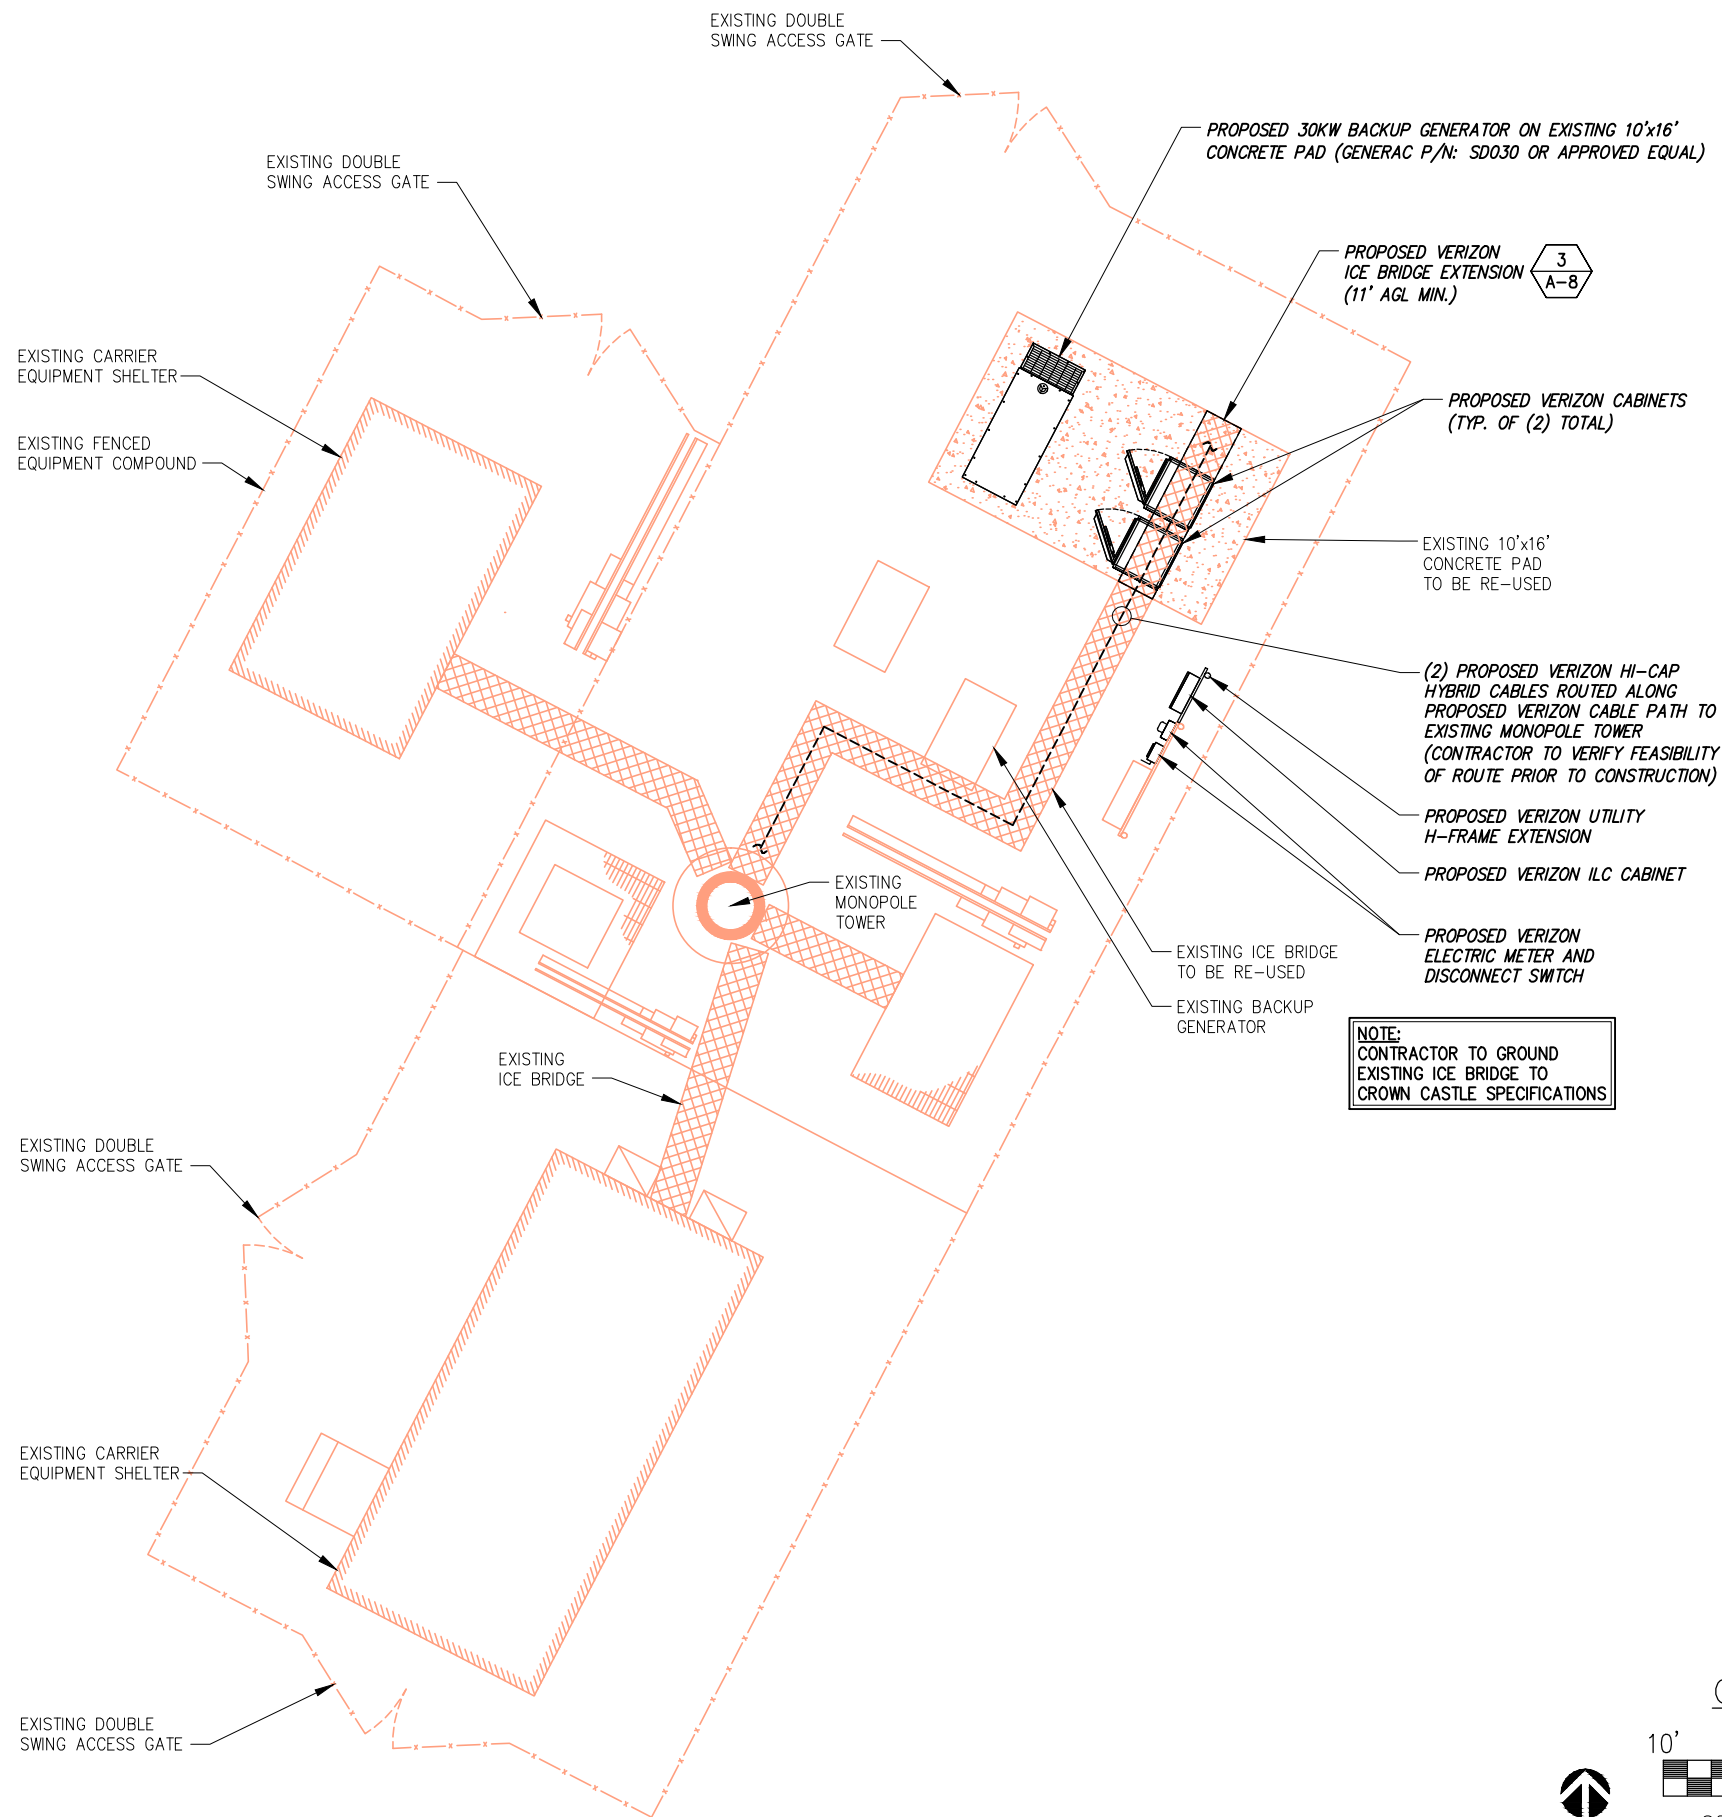 EXISTING DOUBLE
SWING ACCESS GATE
PROPOSED 30KW BACKUP GENERATOR ON EXISTING 10'x16'
CONCRETE PAD (GENERAC P/N: SD030 OR APPROVED EQUAL)
EXISTING DOUBLE
SWING ACCESS GATE
PROPOSED VERIZON
ICE BRIDGE EXTENSION
(11' AGL MIN.)
3
A-8
EXISTING CARRIER
EQUIPMENT SHELTER
PROPOSED VERIZON CABINETS
(TYP. OF (2) TOTAL)
EXISTING FENCED
EQUIPMENT COMPOUND
EXISTING 10'x16'
CONCRETE PAD
TO BE RE-USED
(2) PROPOSED VERIZON HI-CAP
HYBRID CABLES ROUTED ALONG
PROPOSED VERIZON CABLE PATH TO
EXISTING MONOPOLE TOWER
(CONTRACTOR TO VERIFY FEASIBILITY
OF ROUTE PRIOR TO CONSTRUCTION)
PROPOSED VERIZON UTILITY
H-FRAME EXTENSION
PROPOSED VERIZON ILC CABINET
EXISTING
MONOPOLE
TOWER
PROPOSED VERIZON
ELECTRIC METER AND
DISCONNECT SWITCH
EXISTING ICE BRIDGE
TO BE RE-USED
EXISTING BACKUP
GENERATOR
NOTE:
CONTRACTOR TO GROUND
EXISTING ICE BRIDGE TO
CROWN CASTLE SPECIFICATIONS
EXISTING
ICE BRIDGE
EXISTING DOUBLE
SWING ACCESS GATE
EXISTING CARRIER
EQUIPMENT SHELTER
EXISTING DOUBLE
SWING ACCESS GATE
10'